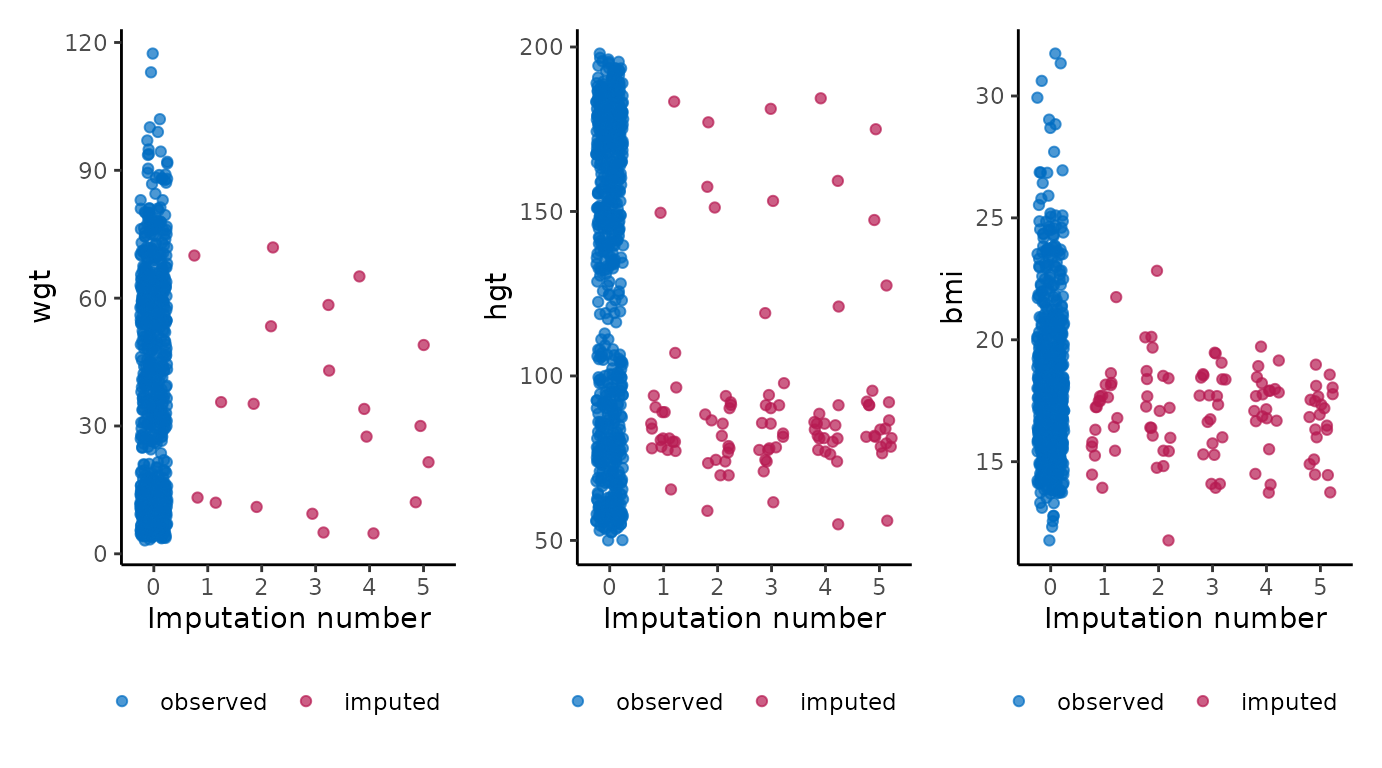 wgt
120
90
60
30
0
0 1 2 3 4 5
Imputation number
observed imputed
hgt
200
150
100
50
0 1 2 3 4 5
Imputation number
observed imputed
bmi
30
25
20
15
0 1 2 3 4 5
Imputation number
observed imputed